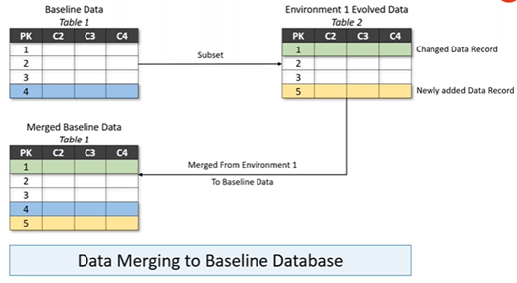 Baseline Data
Table 1
PK C2 C3 C4
1
2
3
4
Subset
Environment 1 Evolved Data
Table 2
PK C2 C3 C4
1
Changed Data Record
2
3
5
Newly added Data Record
Merged Baseline Data
Table 1
PK C2 C3 C4
1
2
3
4
5
Merged From Environment 1
To Baseline Data
Data Merging to Baseline Database